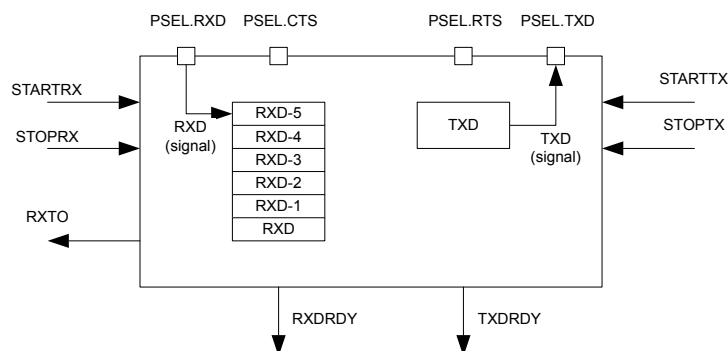 PSEL.RXD PSEL.CTS PSEL.RTS PSEL.TXD
STARTRX
STARTTX
RXD-5
RXD
(signal)
TXD
TXD
(signal)
STOPRX
STOPTX
RXD-4
RXD-3
RXD-2
RXD-1
RXD
RXTO
RXDRDY
TXDRDY